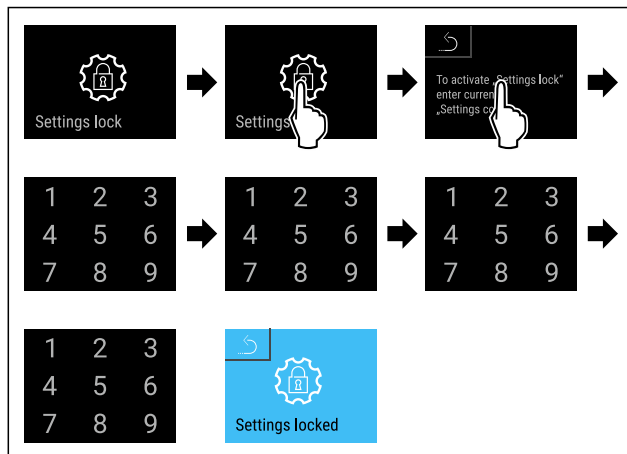 Settings lock
Settings
To activate „Settings lock“
enter curren
„Settings co
1 2 3
4 5 6
7 8 9
1 2 3
4 5 6
7 8 9
1 2 3
4 5 6
7 8 9
1 2 3
4 5 6
7 8 9
Settings locked